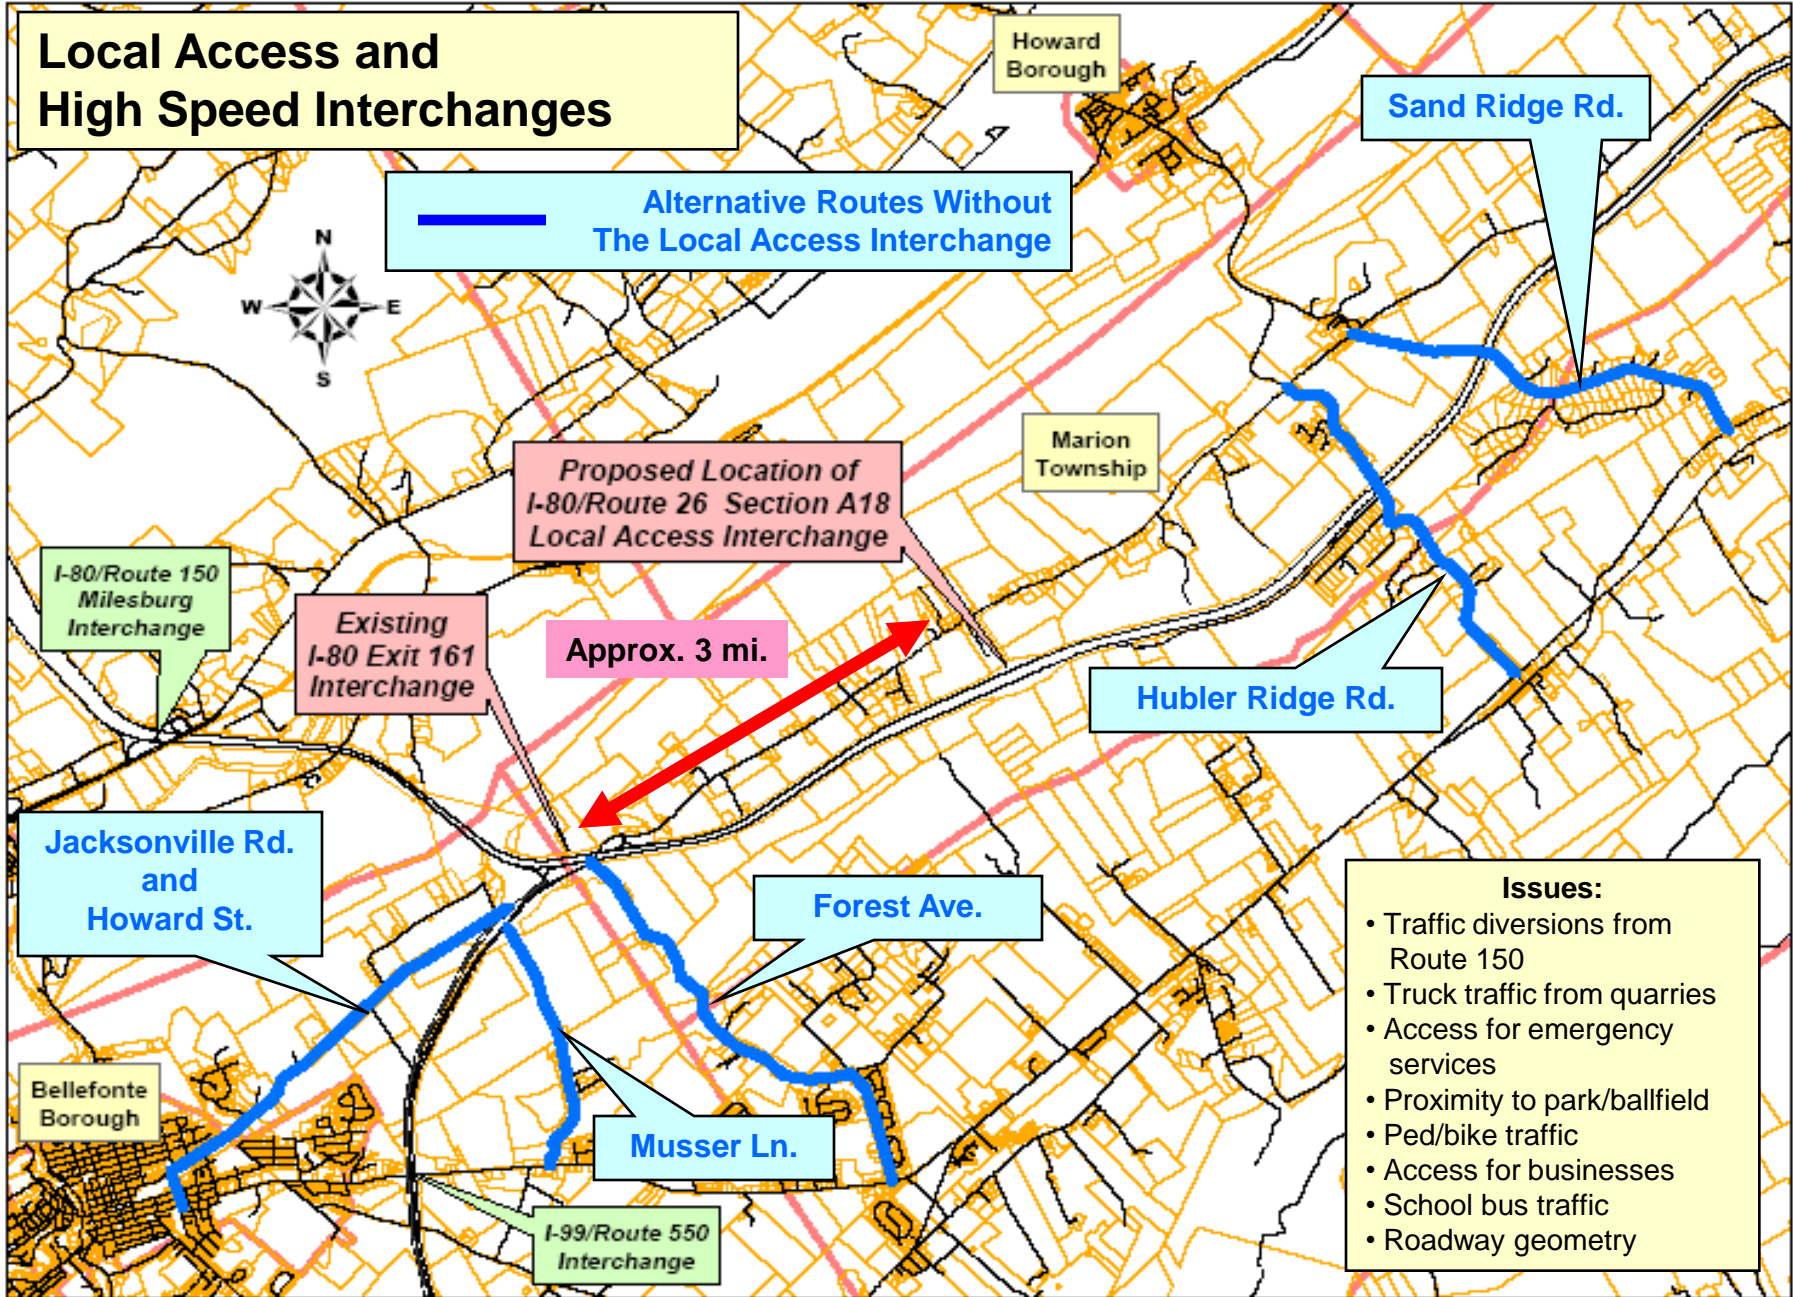 Local Access and
High Speed Interchanges
Howard
Borough
Sand Ridge Rd.
Alternative Routes Without
The Local Access Interchange
N
W
E
S
Marion
Township
Proposed Location of
I-80/Route 26 Section A18
Local Access Interchange
I-80/Route 150
Milesburg
Interchange
Existing
I-80 Exit 161
Interchange
Approx. 3 mi.
Hubler Ridge Rd.
Jacksonville Rd.
and
Howard St.
Forest Ave.
Issues:
• Traffic diversions from
Route 150
• Truck traffic from quarries
• Access for emergency
services
• Proximity to park/ballfield
• Ped/bike traffic
• Access for businesses
• School bus traffic
• Roadway geometry
Bellefonte
Borough
Musser Ln.
I-99/Route 550
Interchange